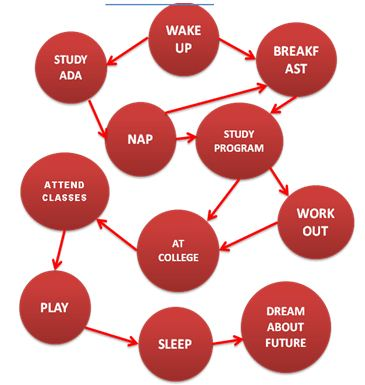 WAKE
UP
STUDY
ADA
BREAKF
AST
NAP
STUDY
PROGRAM
ATTEND
CLASSES
WORK
OUT
AT
COLLEGE
PLAY
SLEEP
DREAM
ABOUT
FUTURE